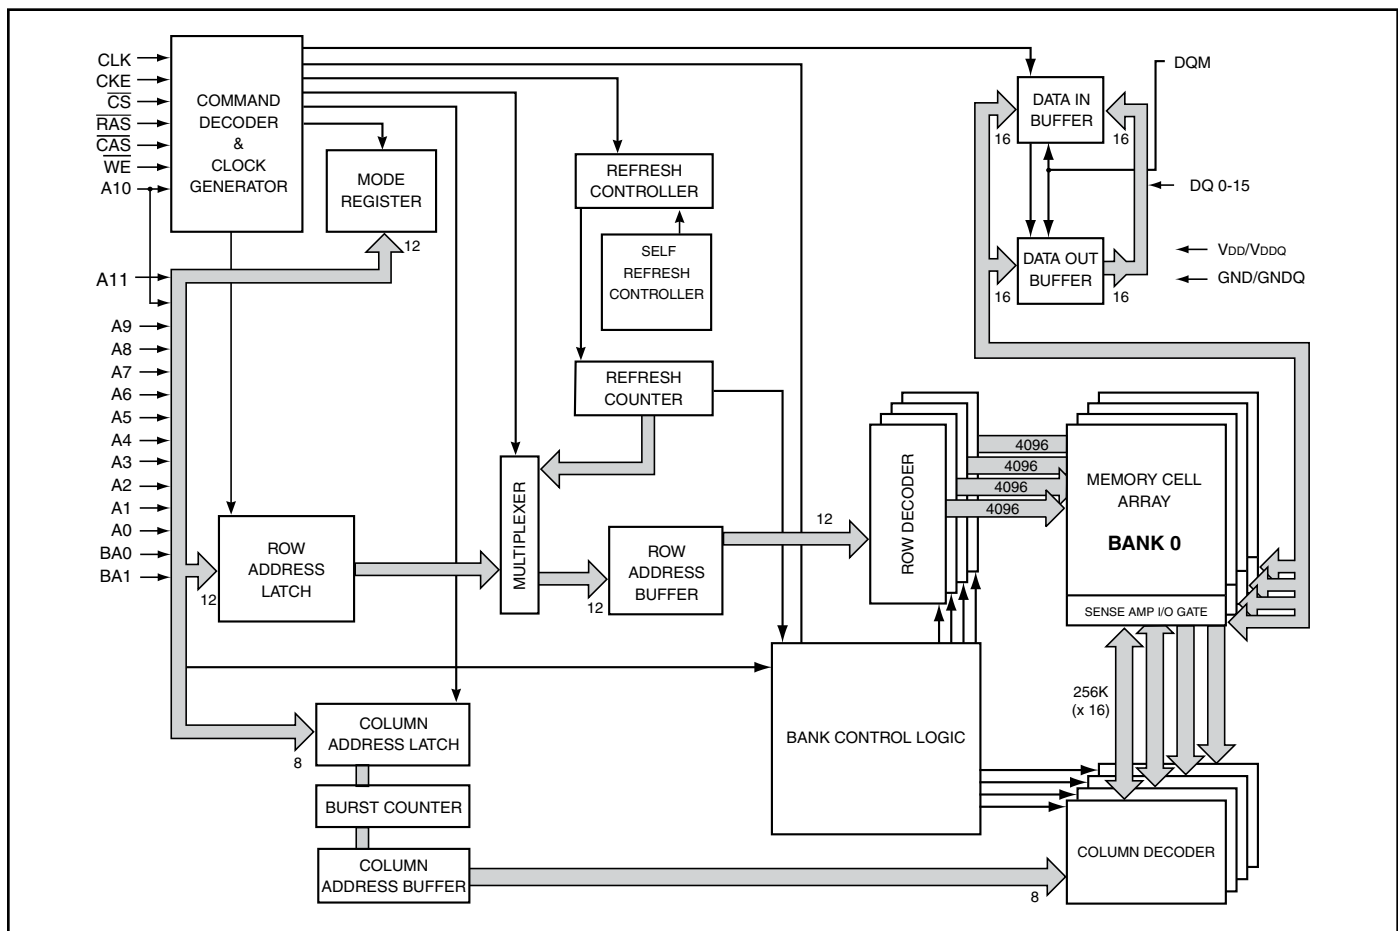 CLK
CKE
CS
RAS
CAS
WE
A10
A11
A9
A8
A7
A6
A5
A4
A3
A2
A1
A0
BA0
BA1
COMMAND
DECODER
&
CLOCK
GENERATOR
MODE
REGISTER
12
REFRESH
CONTROLLER
SELF
REFRESH
CONTROLLER
REFRESH
COUNTER
DATA IN
BUFFER
16
16
DQM
DQ 0-15
DATA OUT
BUFFER
16
16
VDD/VDDQ
GND/GNDQ
ROW
ADDRESS
LATCH
12
MULTIPLEXER
ROW
ADDRESS
BUFFER
12
12
ROW DECODER
4096
4096
4096
4096
MEMORY CELL
ARRAY
BANK 0
SENSE AMP I/O GATE
256K
(x 16)
BANK CONTROL LOGIC
COLUMN
ADDRESS LATCH
8
BURST COUNTER
COLUMN
ADDRESS BUFFER
8
COLUMN DECODER